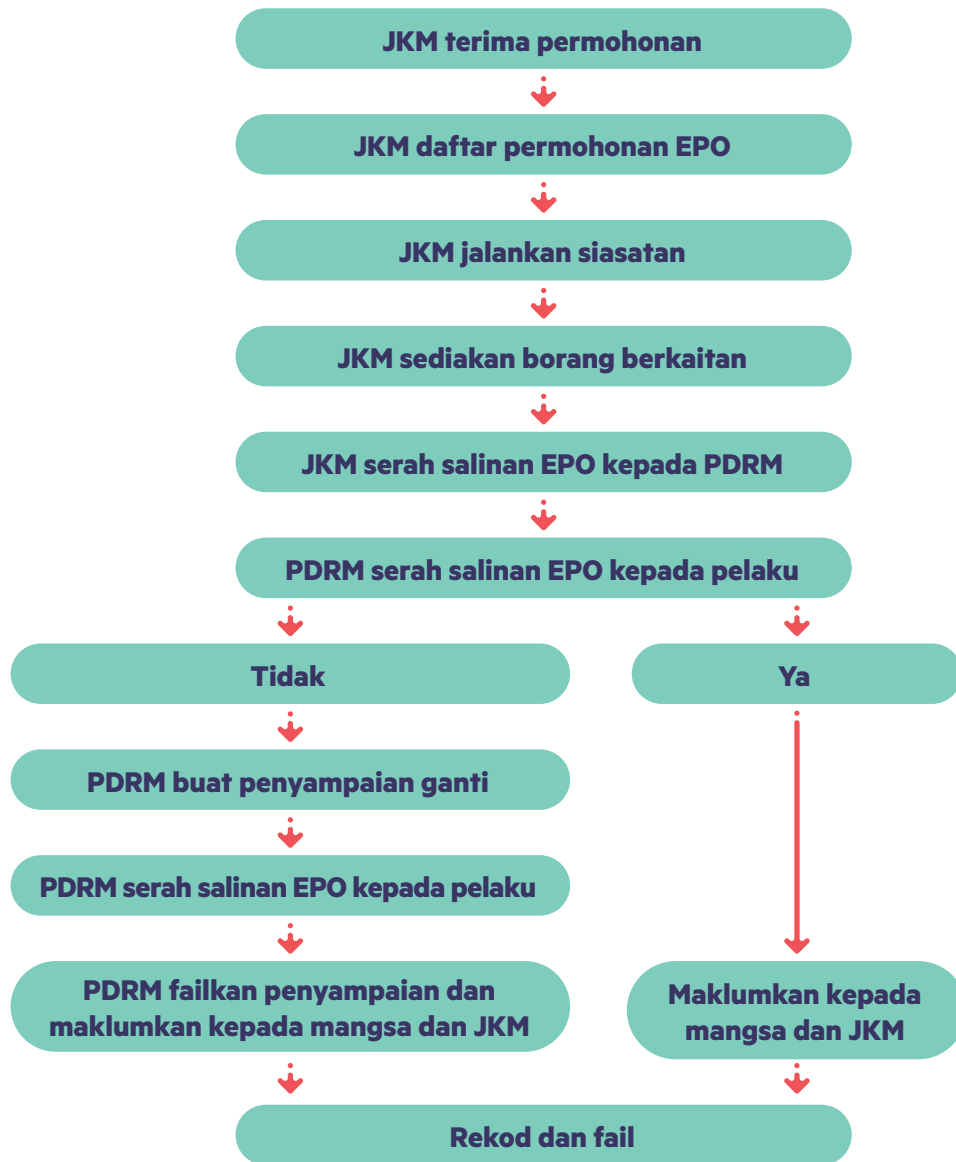 JKM terima permohonan
JKM daftar permohonan EPO
JKM jalankan siasatan
JKM sediakan borang berkaitan
JKM serah salinan EPO kepada PDRM
PDRM serah salinan EPO kepada pelaku
Tidak
Ya
PDRM buat penyampaian ganti
PDRM serah salinan EPO kepada pelaku
PDRM failkan penyampaian dan
maklumkan kepada mangsa dan JKM
Maklumkan kepada
mangsa dan JKM
Rekod dan fail